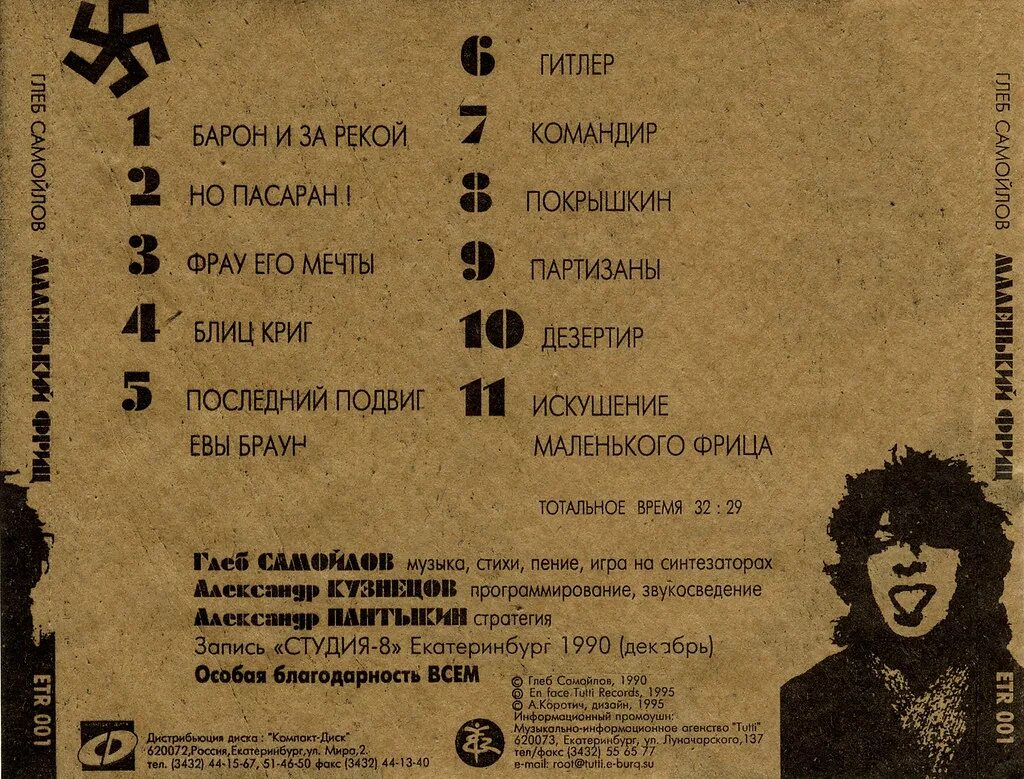 ГЛЕБ САМОЙЛОВ МАЛЕНЬКИЙ ФРИЦ
ETR 001
1 БАРОН И ЗА РЕКОЙ
2 НО ПАСАРАН !
3 ФРАУ ЕГО МЕЧТЫ
4 БЛИЦ КРИГ
5 ПОСЛЕДНИЙ ПОДВИГ
ЕВЫ БРАУН
6 ГИТЛЕР
7 КОМАНДИР
8 ПОКРЫШКИН
9 ПАРТИЗАНЫ
10 ДЕЗЕРТИР
11 ИСКУШЕНИЕ
МАЛЕНЬКОГО ФРИЦА
ТОТАЛЬНОЕ ВРЕМЯ 32 : 29
Глеб САМОЙЛОВ музыка, стихи, пение, игра на синтезаторах
Александр КУЗНЕЦОВ программирование, звукосведение
Александр ПАНТЫКИН стратегия
Запись «СТУДИЯ-8» Екатеринбург 1990 (декабрь)
Особая благодарность ВСЕМ
Дистрибьюция диска : "Компакт-Диск"
620072,Россия,Екатеринбург,ул. Мира,2.
тел. (3432) 44-15-67, 51-46-50 факс (3432) 44-13-40
© Глеб Самойлов, 1990
© En face Tutti Records, 1995
© А.Коротич, дизайн, 1995
Информационный промоушн:
Музыкально-информационное агенство "Tutti"
620073, Екатеринбург, ул. Луначарского,137
тел/факс (3432) 55 65 77
e-mail: root@tutti.e-burg.su
ГЛЕБ САМОЙЛОВ МАЛЕНЬКИЙ ФРИЦ
ETR 001